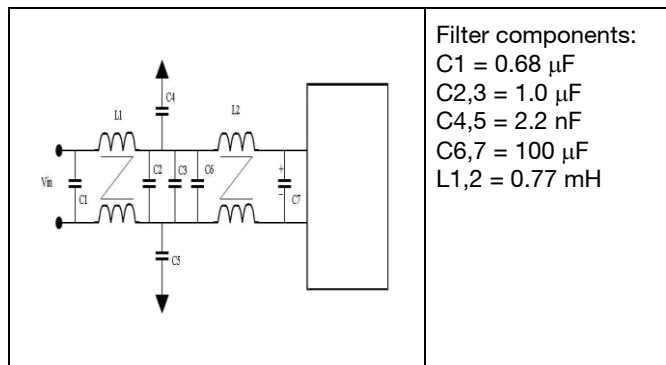 Filter components:
C1 = 0.68 μF
C2,3 = 1.0 μF
C4,5 = 2.2 nF
C6,7 = 100 μF
L1,2 = 0.77 mH
C4
L1
L2
Vin
C1
C2
C3
C6
+
−
C7
C5